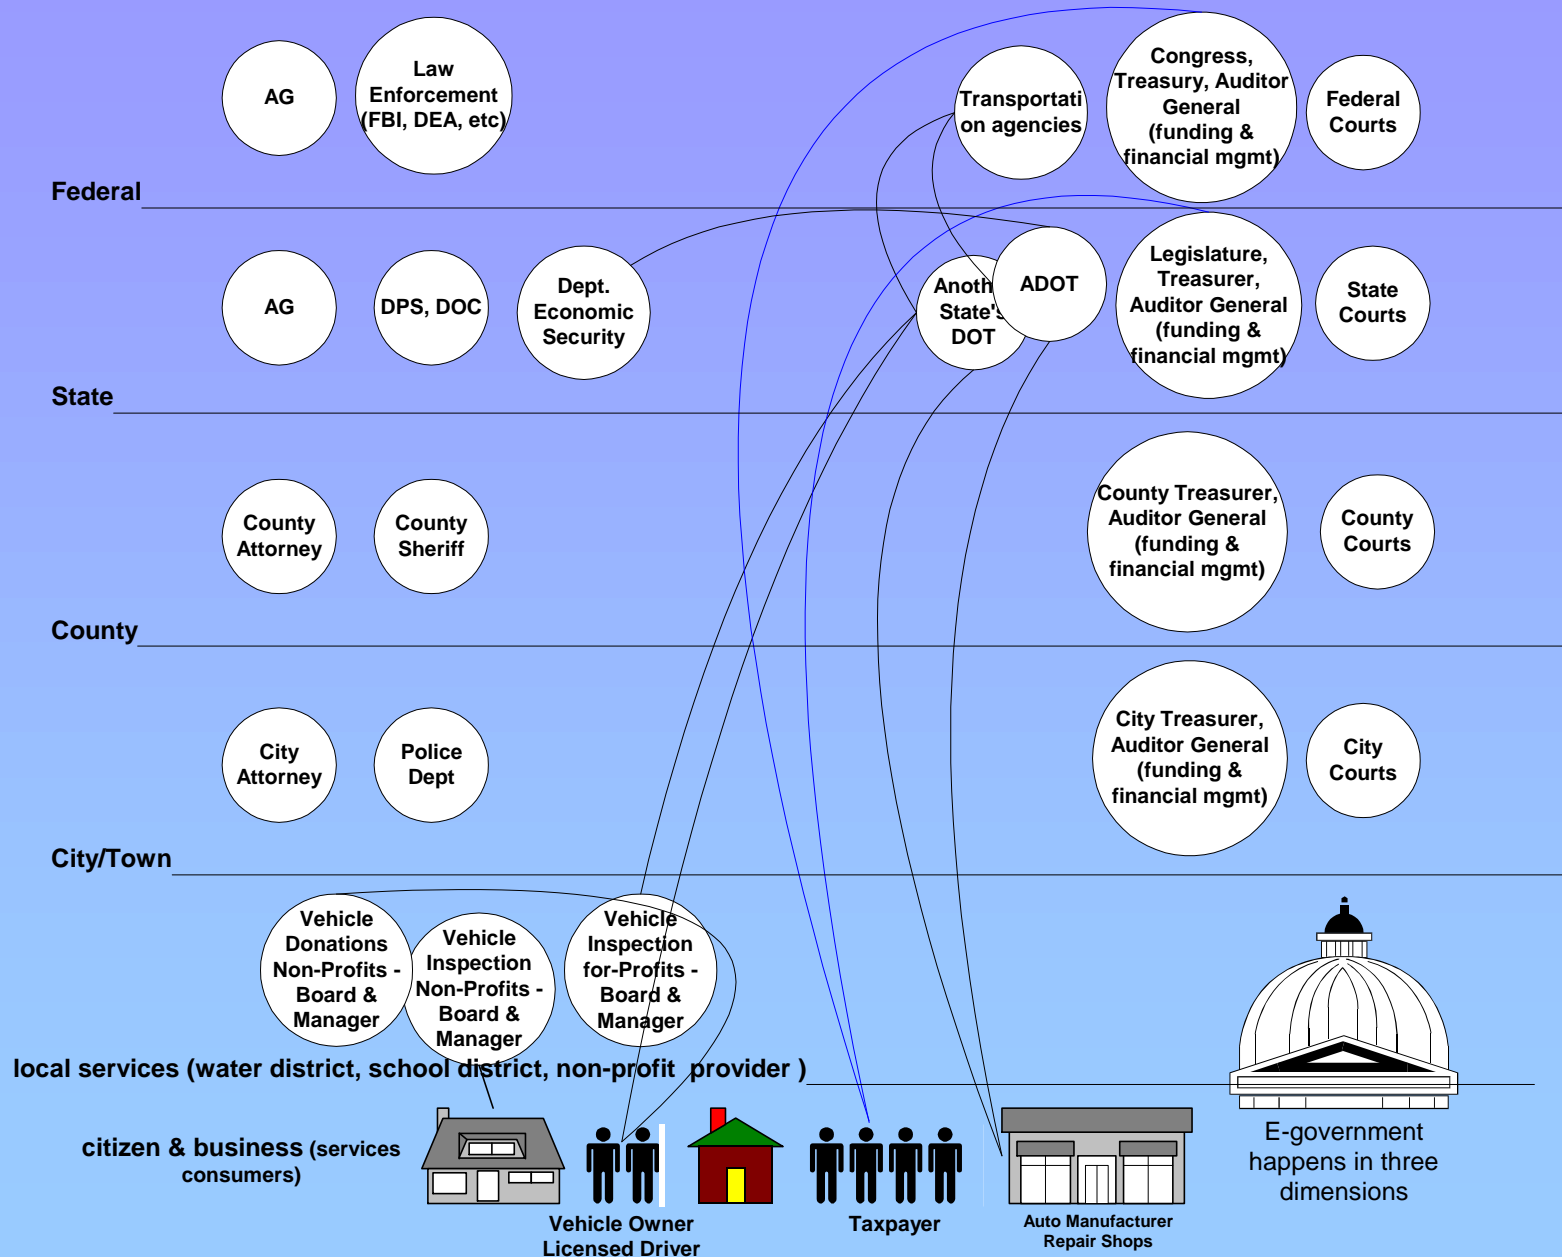 AG
Law
Enforcement
(FBI, DEA, etc)
Transportati
on agencies
Congress,
Treasury, Auditor
General
(funding &
financial mgmt)
Federal
Courts
Federal
AG
DPS, DOC
Dept.
Economic
Security
Anoth
State's
DOT
ADOT
Legislature,
Treasurer,
Auditor General
(funding &
financial mgmt)
State
Courts
State
County
Attorney
County
Sheriff
County Treasurer,
Auditor General
(funding &
financial mgmt)
County
Courts
County
City
Attorney
Police
Dept
City Treasurer,
Auditor General
(funding &
financial mgmt)
City
Courts
City/Town
Vehicle
Donations
Non-Profits -
Board &
Manager
Vehicle
Inspection
Non-Profits -
Board &
Manager
Vehicle
Inspection
for-Profits -
Board &
Manager
local services (water district, school district, non-profit provider )
citizen & business (services
consumers)
Vehicle Owner
Licensed Driver
Taxpayer
Auto Manufacturer
Repair Shops
E-government
happens in three
dimensions